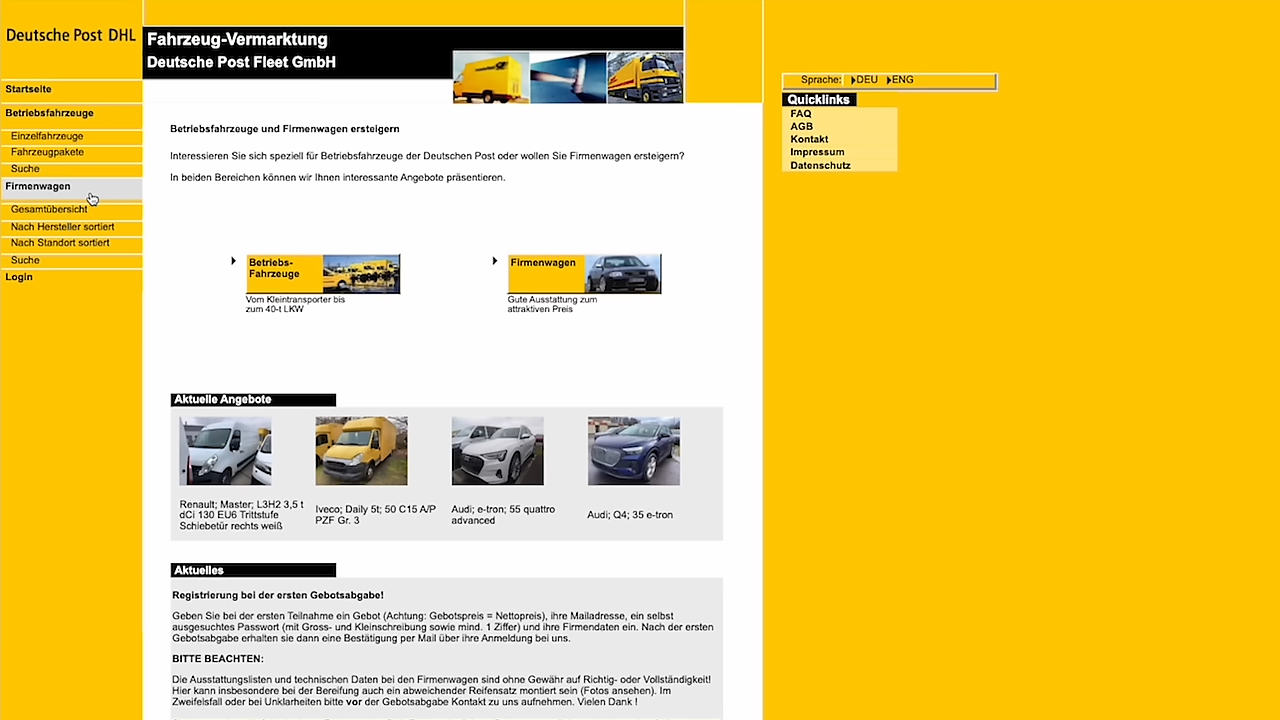 Deutsche Post DHL
Fahrzeug-Vermarktung
Deutsche Post Fleet GmbH
Startseite
Betriebsfahrzeuge
Einzelfahrzeuge
Fahrzeugpakete
Suche
Firmenwagen
Gesamtübersicht
Nach Hersteller sortiert
Nach Standort sortiert
Suche
Login
Sprache: DEU ENG
Quicklinks
FAQ
AGB
Kontakt
Impressum
Datenschutz
Betriebsfahrzeuge und Firmenwagen ersteigern
Interessieren Sie sich speziell für Betriebsfahrzeuge der Deutschen Post oder wollen Sie Firmenwagen ersteigern?
In beiden Bereichen können wir Ihnen interessante Angebote präsentieren.
Betriebs-
Fahrzeuge
Vom Kleintransporter bis
zum 40-t LKW
Firmenwagen
Gute Ausstattung zum
attraktiven Preis
Aktuelle Angebote
Renault; Master; L3H2 3,5 t
dCi 130 EU6 Trittstufe
Schiebetür rechts weiß
Iveco; Daily 5t; 50 C15 A/P
PZF Gr. 3
Audi; e-tron; 55 quattro
advanced
Audi; Q4; 35 e-tron
Aktuelles
Registrierung bei der ersten Gebotsabgabe!
Geben Sie bei der ersten Teilnahme ein Gebot (Achtung: Gebotspreis = Nettopreis), ihre Mailadresse, ein selbst
ausgesuchtes Passwort (mit Gross- und Kleinschreibung sowie mind. 1 Ziffer) und ihre Firmendaten ein. Nach der ersten
Gebotsabgabe erhalten sie dann eine Bestätigung per Mail über ihre Anmeldung bei uns.
BITTE BEACHTEN:
Die Ausstattungslisten und technischen Daten bei den Firmenwagen sind ohne Gewähr auf Richtig- oder Vollständigkeit!
Hier kann insbesondere bei der Bereifung auch ein abweichender Reifensatz montiert sein (Fotos ansehen). Im
Zweifelsfall oder bei Unklarheiten bitte vor der Gebotsabgabe Kontakt zu uns aufnehmen. Vielen Dank !